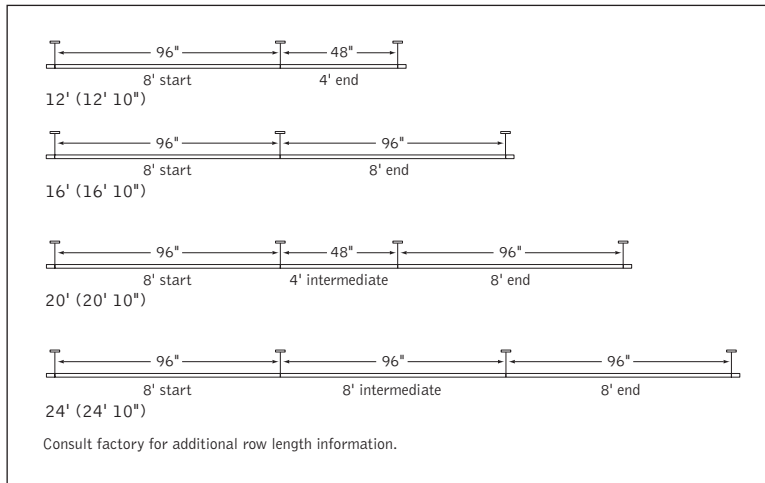 96" 48"
8' start 4' end
12' (12' 10")
96" 96"
8' start 8' end
16' (16' 10")
96" 48" 96"
8' start 4' intermediate 8' end
20' (20' 10")
96" 96" 96"
8' start 8' intermediate 8' end
24' (24' 10")
Consult factory for additional row length information.